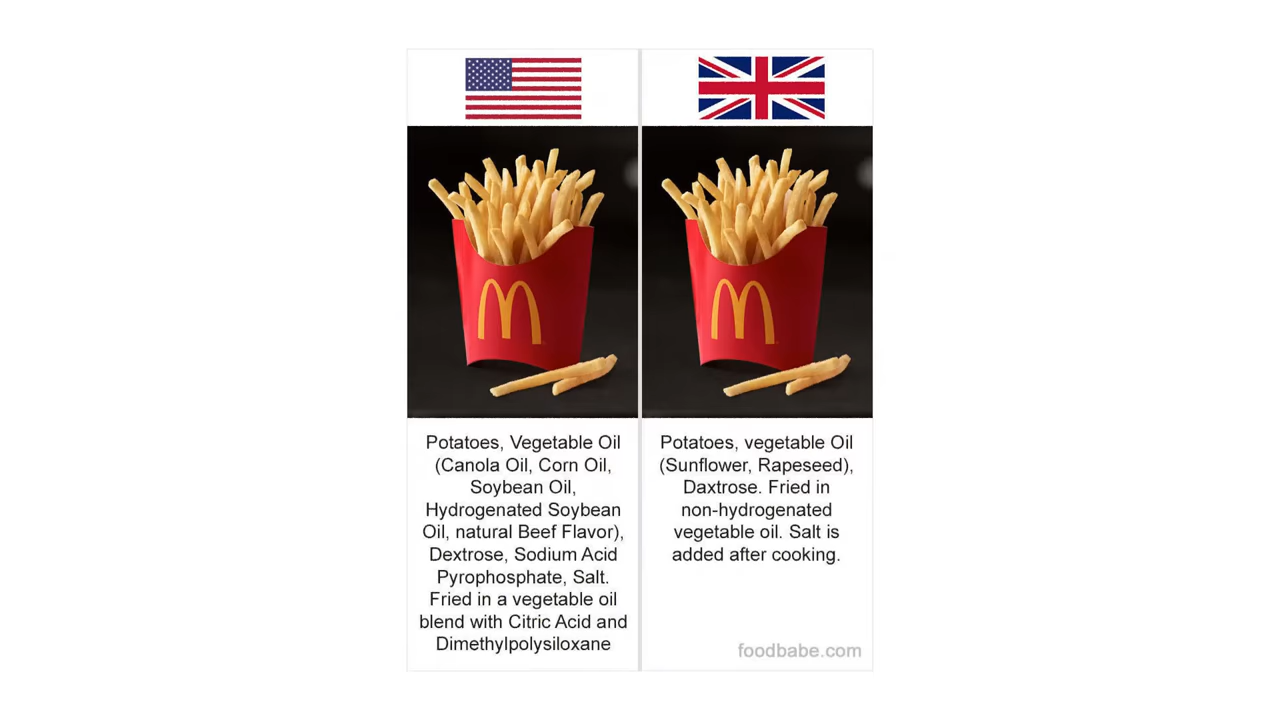 Potatoes, Vegetable Oil
(Canola Oil, Corn Oil,
Soybean Oil,
Hydrogenated Soybean
Oil, natural Beef Flavor),
Dextrose, Sodium Acid
Pyrophosphate, Salt.
Fried in a vegetable oil
blend with Citric Acid and
Dimethylpolysiloxane
Potatoes, vegetable Oil
(Sunflower, Rapeseed),
Daxtrose. Fried in
non-hydrogenated
vegetable oil. Salt is
added after cooking.
foodbabe.com